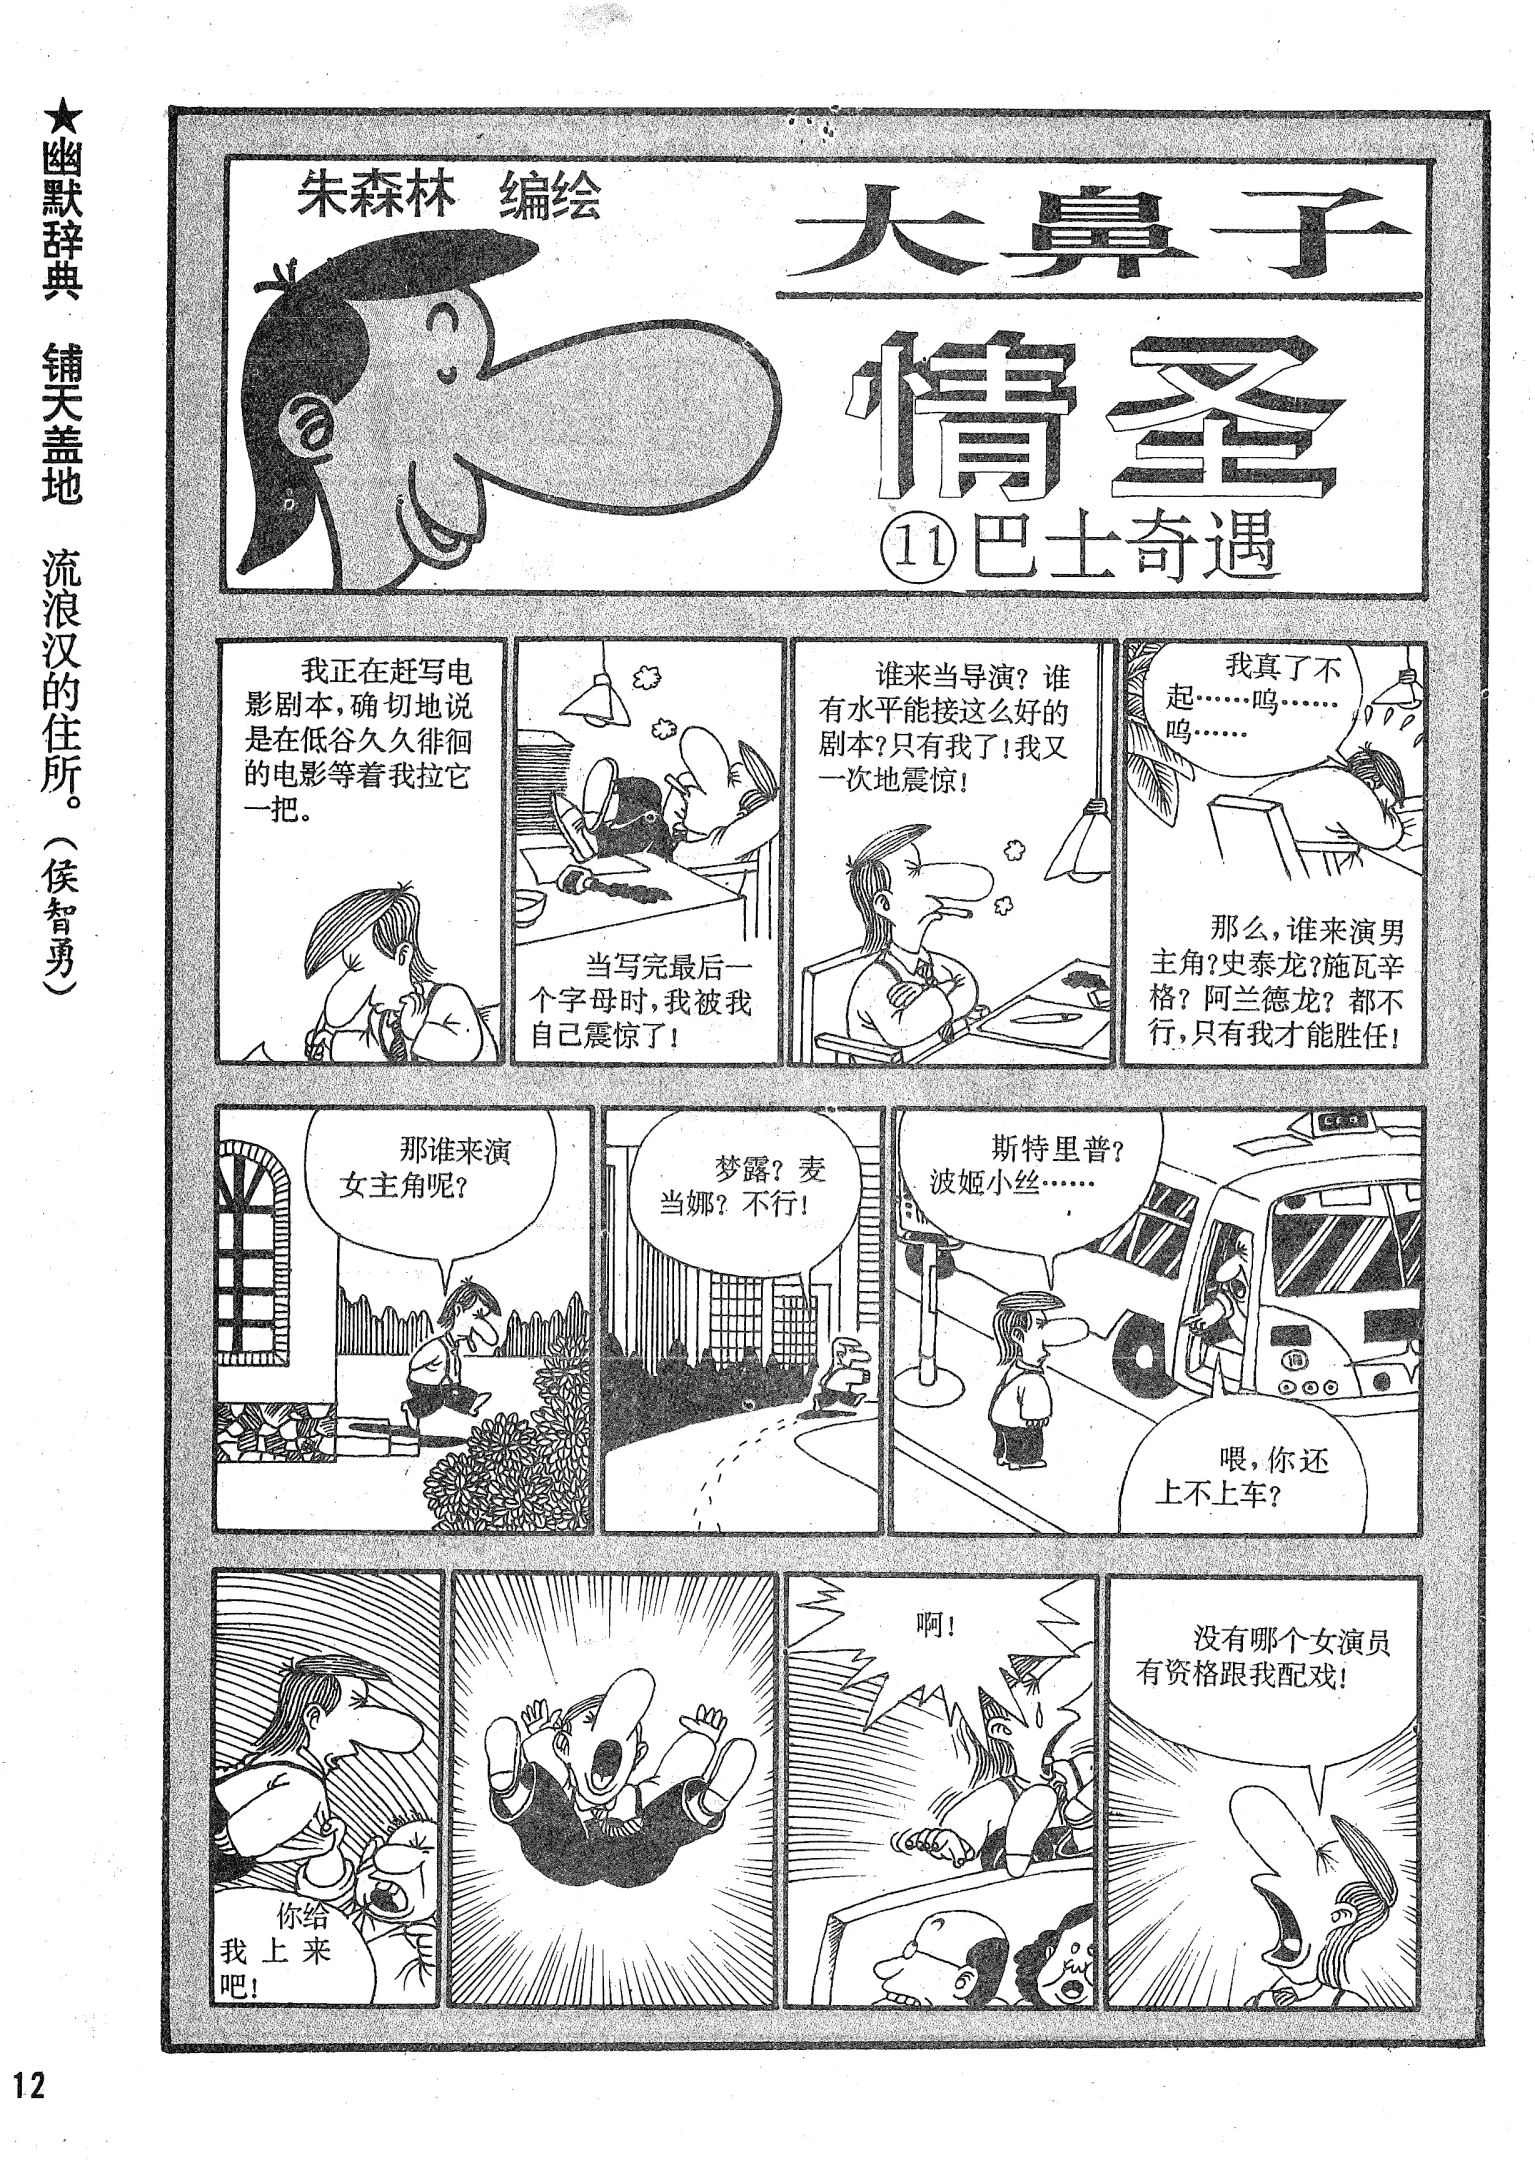 ★幽默辞典　铺天盖地　流浪汉的住所。（侯智勇）
朱森林　编绘
大鼻子
情圣
⑪巴士奇遇
我正在赶写电
影剧本，确切地说
是在低谷久久徘徊
的电影等着我拉它
一把。
当写完最后一
个字母时，我被我
自己震惊了！
谁来当导演？谁
有水平能接这么好的
剧本？只有我了！我又
一次地震惊！
我真了不
起……呜……
呜……
那么，谁来演男
主角？史泰龙？施瓦辛
格？阿兰德龙？都不
行，只有我才能胜任！
那谁来演
女主角呢？
梦露？麦
当娜？不行！
斯特里普？
波姬小丝……
喂，你还
上不上车？
你给
我上来
吧！
啊！
没有哪个女演员
有资格跟我配戏！
12